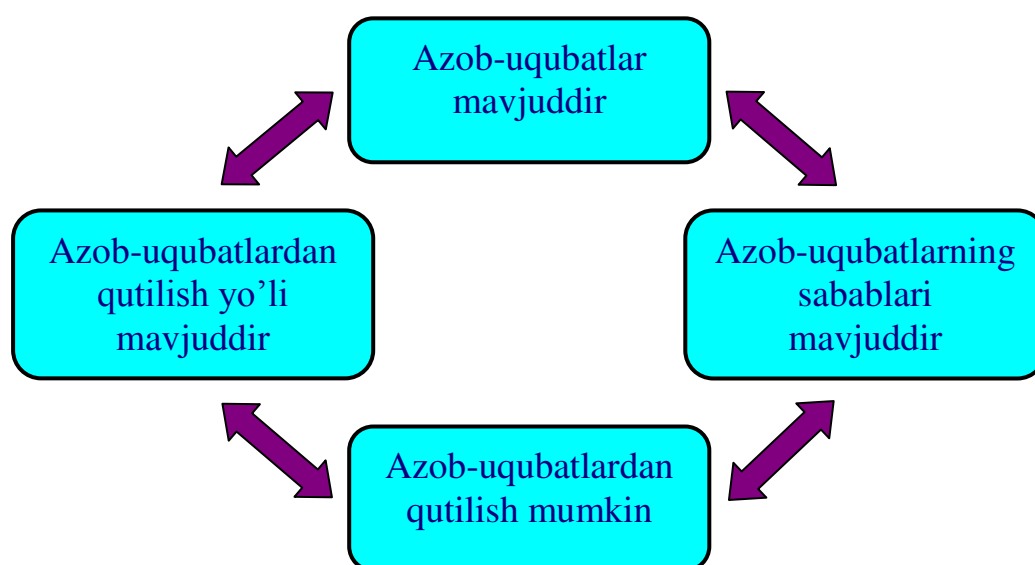 Azob-uqubatlar
mavjuddir
Azob-uqubatlardan
qutilish yo’li
mavjuddir
Azob-uqubatlarning
sabablari
mavjuddir
Azob-uqubatlardan
qutilish mumkin